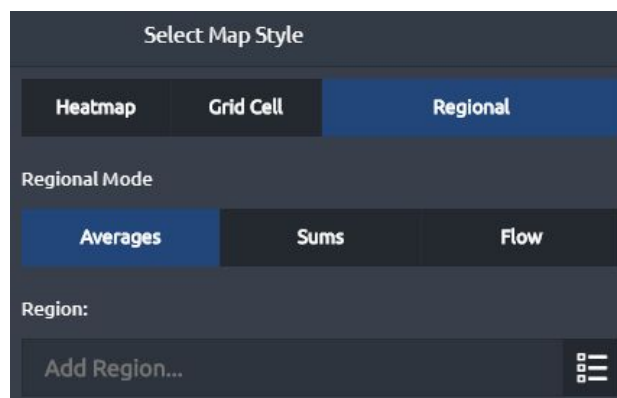 Select Map Style
Heatmap Grid Cell Regional
Regional Mode
Averages Sums Flow
Region:
Add Region...